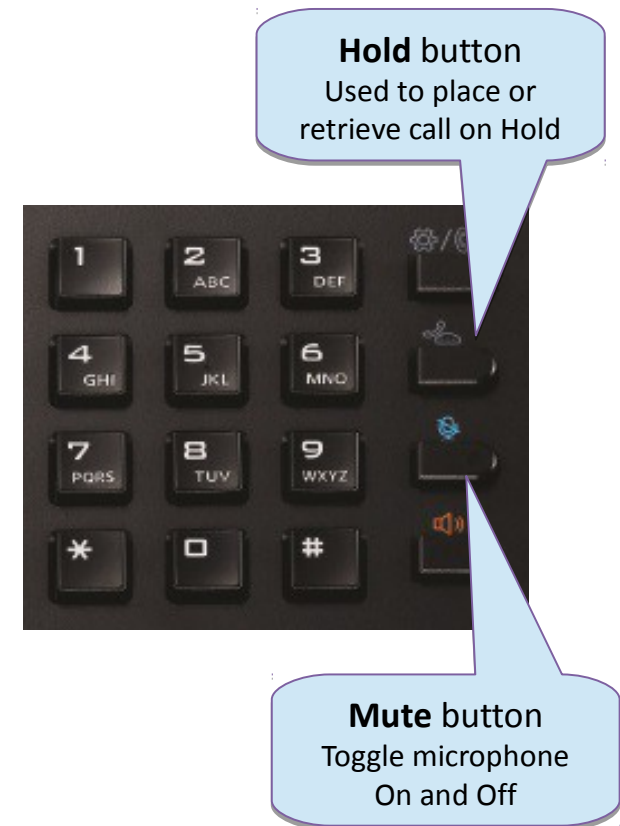 Hold button
Used to place or
retrieve call on Hold
1
2
ABC
3
DEF
4
GHI
5
JKL
6
MNO
7
PQRS
8
TUV
9
WXYZ
*
0
#
Mute button
Toggle microphone
On and Off